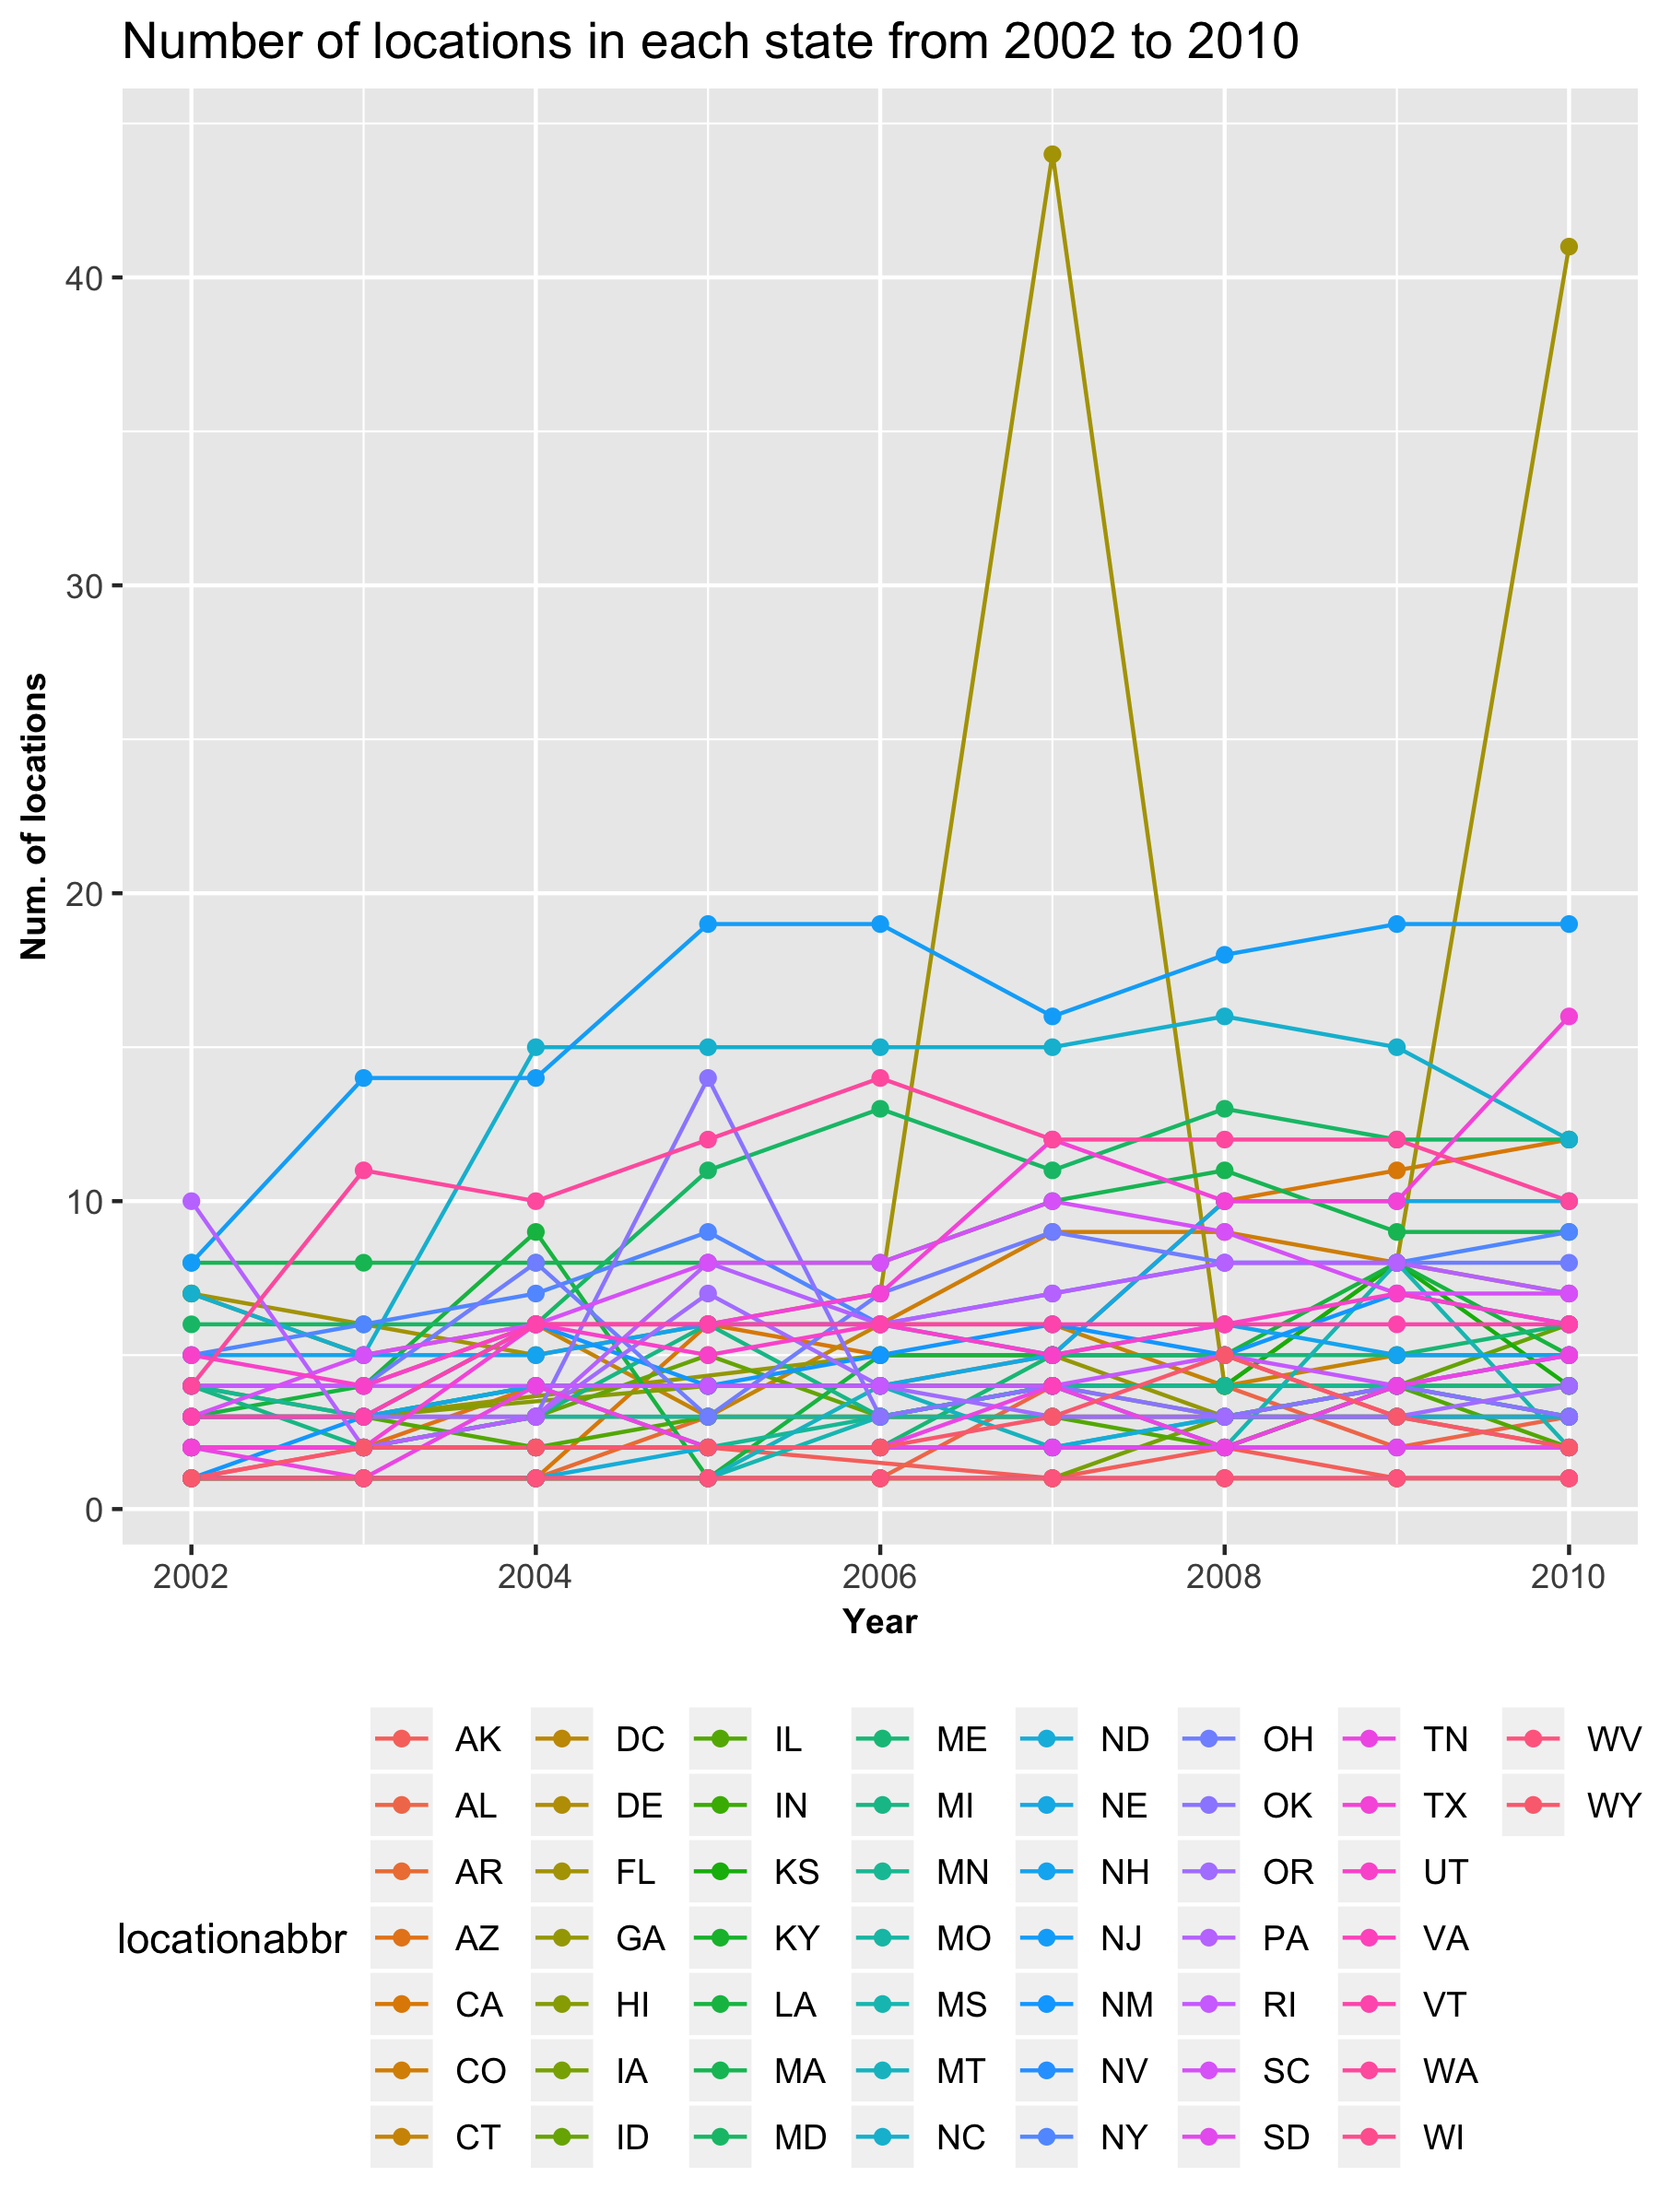 Number of locations in each state from 2002 to 2010
40
30
20
10
0
Num. of locations
2002 2004 2006 2008 2010
Year
locationabbr
AK DC IL ME ND OH TN WV
AL DE IN MI NE OK TX WY
AR FL KS MN NH OR UT
AZ GA KY MO NJ PA VA
CA HI LA MS NM RI VT
CO IA MA MT NV SC WA
CT ID MD NC NY SD WI